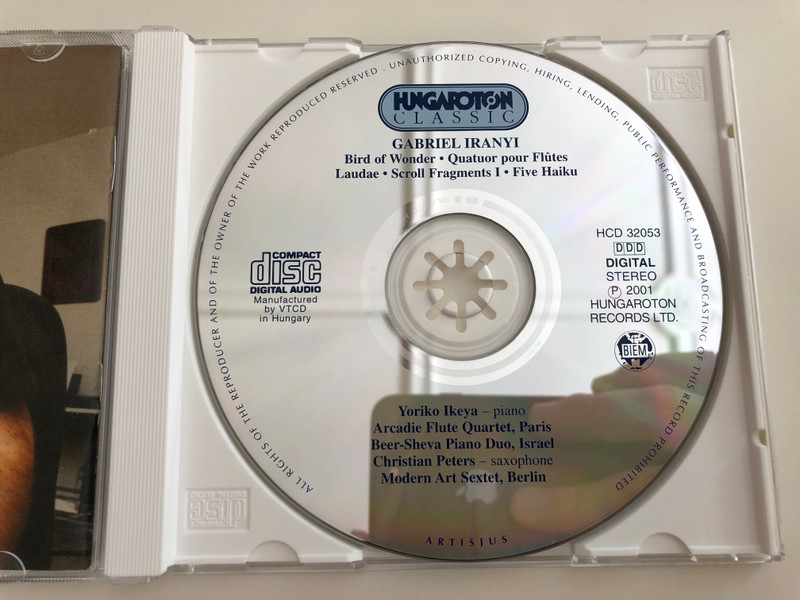 ALL RIGHTS OF THE REPRODUCER AND OF THE OWNER OF THE WORK REPRODUCED RESERVED · UNAUTHORIZED COPYING, HIRING, LENDING, PUBLIC PERFORMANCE AND BROADCASTING OF THIS RECORD PROHIBITED
HUNGAROTON
CLASSIC
GABRIEL IRANYI
Bird of Wonder • Quatuor pour Flûtes
Laudae • Scroll Fragments I • Five Haiku
COMPACT
disc
DIGITAL AUDIO
Manufactured
by VTCD
in Hungary
HCD 32053
DDD
DIGITAL
STEREO
℗ 2001
HUNGAROTON
RECORDS LTD.
BIEM
Yoriko Ikeya – piano
Arcadie Flute Quartet, Paris
Beer-Sheva Piano Duo, Israel
Christian Peters – saxophone
Modern Art Sextet, Berlin
ARTISJUS
disc
disc